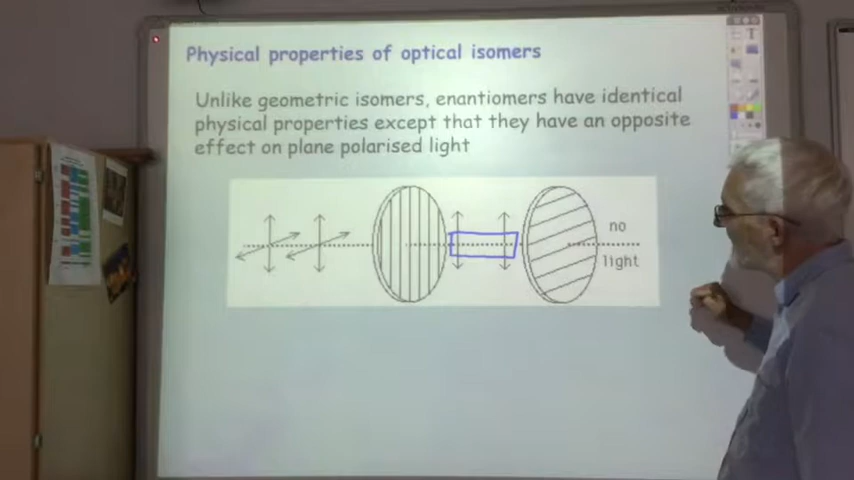 Physical properties of optical isomers
Unlike geometric isomers, enantiomers have identical
physical properties except that they have an opposite
effect on plane polarised light
no
light